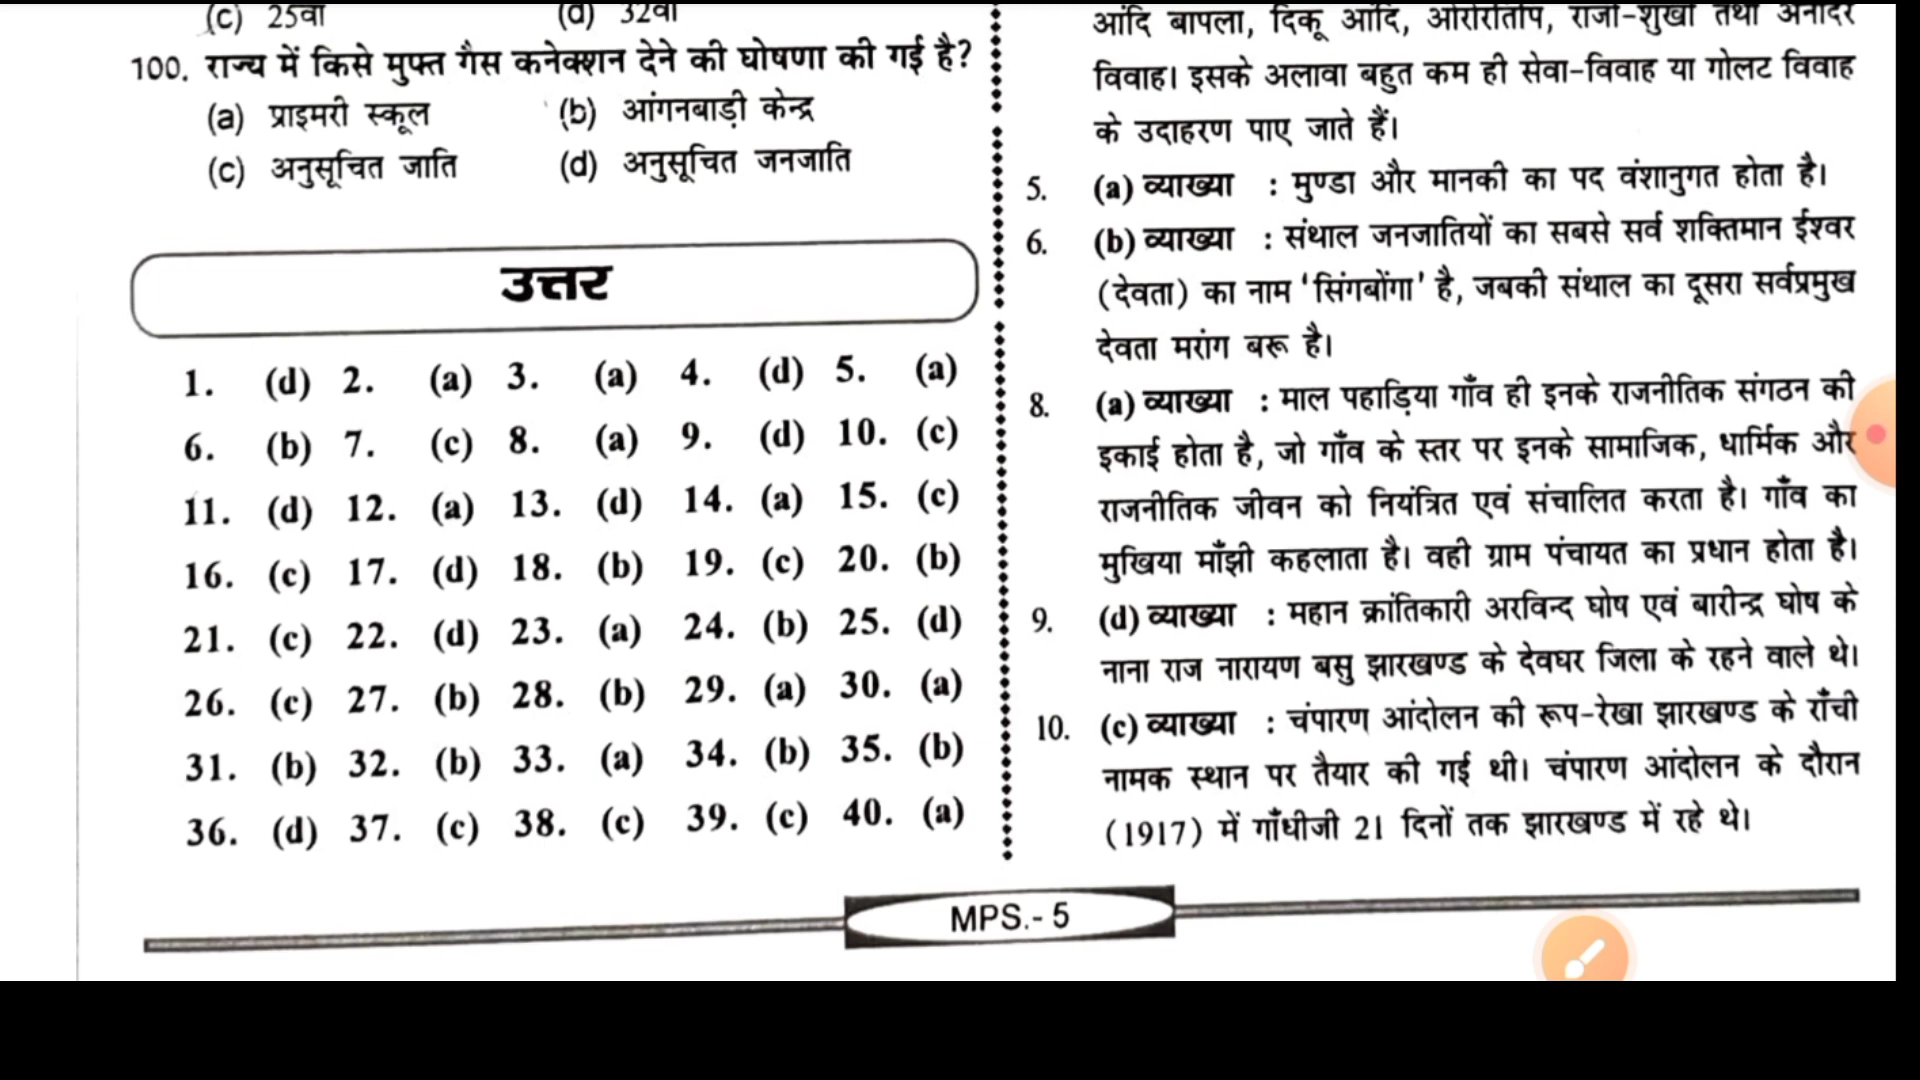 (c) 25वां (d) 32वां
100. राज्य में किसे मुफ्त गैस कनेक्शन देने की घोषणा की गई है?
(a) प्राइमरी स्कूल (b) आंगनबाड़ी केन्द्र
(c) अनुसूचित जाति (d) अनुसूचित जनजाति
उत्तर
1. (d) 2. (a) 3. (a) 4. (d) 5. (a)
6. (b) 7. (c) 8. (a) 9. (d) 10. (c)
11. (d) 12. (a) 13. (d) 14. (a) 15. (c)
16. (c) 17. (d) 18. (b) 19. (c) 20. (b)
21. (c) 22. (d) 23. (a) 24. (b) 25. (d)
26. (c) 27. (b) 28. (b) 29. (a) 30. (a)
31. (b) 32. (b) 33. (a) 34. (b) 35. (b)
36. (d) 37. (c) 38. (c) 39. (c) 40. (a)
बापला, दिकू तथा
विवाह। इसके अलावा बहुत कम ही सेवा-विवाह या गोलट विवाह
के उदाहरण पाए जाते हैं।
5. (a) व्याख्या : मुण्डा और मानकी का पद वंशानुगत होता है।
6. (b) व्याख्या : संथाल जनजातियों का सबसे सर्व शक्तिमान ईश्वर
(देवता) का नाम 'सिंगबोंगा' है, जबकी संथाल का दूसरा सर्वप्रमुख
देवता मरांग बरू है।
8. (a) व्याख्या : माल पहाड़िया गाँव ही इनके राजनीतिक संगठन की
इकाई होता है, जो गाँव के स्तर पर इनके सामाजिक, धार्मिक और
राजनीतिक जीवन को नियंत्रित एवं संचालित करता है। गाँव का
मुखिया माँझी कहलाता है। वही ग्राम पंचायत का प्रधान होता है।
9. (d) व्याख्या : महान क्रांतिकारी अरविन्द घोष एवं बारीन्द्र घोष के
नाना राज नारायण बसु झारखण्ड के देवघर जिला के रहने वाले थे।
10. (c) व्याख्या : चंपारण आंदोलन की रूप-रेखा झारखण्ड के राँची
नामक स्थान पर तैयार की गई थी। चंपारण आंदोलन के दौरान
(1917) में गाँधीजी 21 दिनों तक झारखण्ड में रहे थे।
MPS.- 5